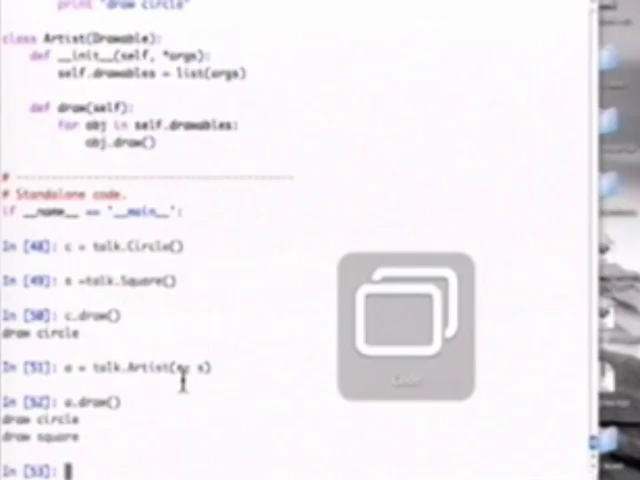 print "draw circle"
class Artist(Drawable):
def __init__(self, *args):
self.drawables = list(args)
def draw(self):
for obj in self.drawables:
obj.draw()
# ----------------------------------------
# Standalone code.
if __name__ == '__main__':
In [48]: c = talk.Circle()
In [49]: s =talk.Square()
In [50]: c.draw()
draw circle
In [51]: a = talk.Artist(c, s)
In [52]: a.draw()
draw circle
draw square
In [53]:
Color